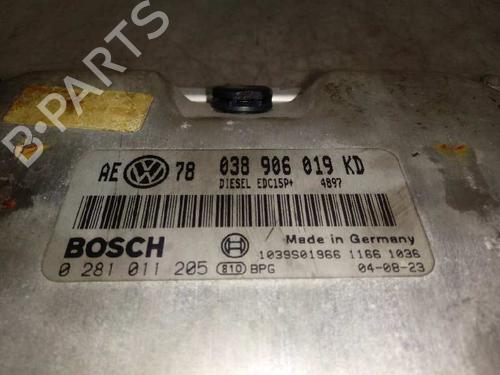 B-PARTS
AE 78 038 906 019 KD
DIESEL EDC15P+ 4897
BOSCH
Made in Germany
0 281 011 205 810 BPG
1039S01966 1166 1036
04-08-23